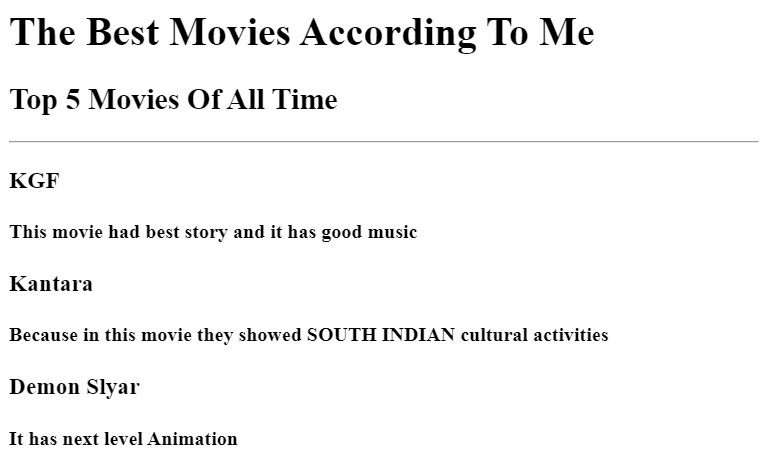 The Best Movies According To Me
Top 5 Movies Of All Time
KGF
This movie had best story and it has good music
Kantara
Because in this movie they showed SOUTH INDIAN cultural activities
Demon Slyar
It has next level Animation